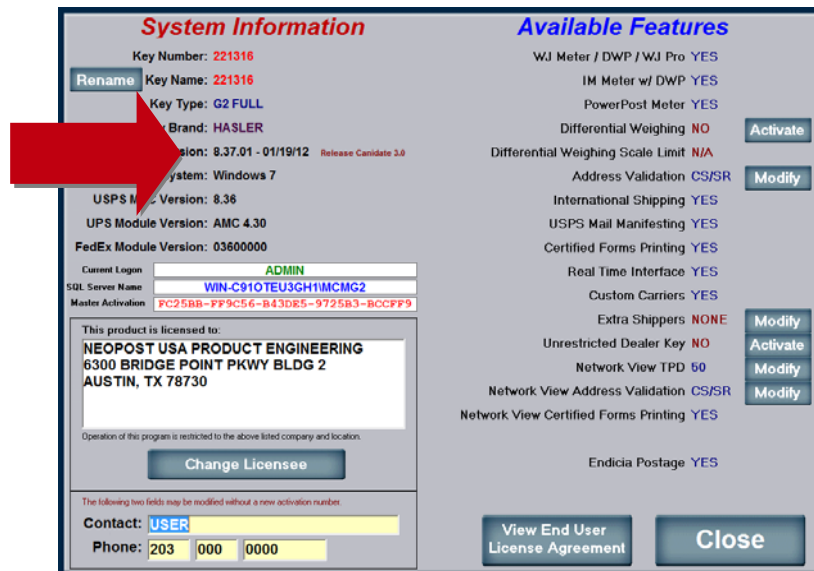 System Information
Key Number: 221316
Rename
Key Name: 221316
Key Type: G2 FULL
Brand: HASLER
8.37.01 - 01/19/12 Release Canidate 3.0
Windows 7
USPS Version: 8.36
UPS Module Version: AMC 4.30
FedEx Module Version: 03600000
Current Logon ADMIN
SQL Server Name WIN-C91OTEU3GH1\MCMG2
Master Activation FC25BB-FF9C56-B43DE5-9725B3-BCCFF9
This product is licensed to:
NEOPOST USA PRODUCT ENGINEERING
6300 BRIDGE POINT PKWY BLDG 2
AUSTIN, TX 78730
Operation of this program is restricted to the above listed company and location.
Change Licensee
The following two fields may be modified without a new activation number.
Contact: USER
Phone: 203 000 0000
Available Features
WJ Meter / DWP / WJ Pro YES
IM Meter w/ DWP YES
PowerPost Meter YES
Differential Weighing NO Activate
Differential Weighing Scale Limit N/A
Address Validation CS/SR Modify
International Shipping YES
USPS Mail Manifesting YES
Certified Forms Printing YES
Real Time Interface YES
Custom Carriers YES
Extra Shippers NONE Modify
Unrestricted Dealer Key NO Activate
Network View TPD 50 Modify
Network View Address Validation CS/SR Modify
Network View Certified Forms Printing YES
Endicia Postage YES
View End User
License Agreement
Close